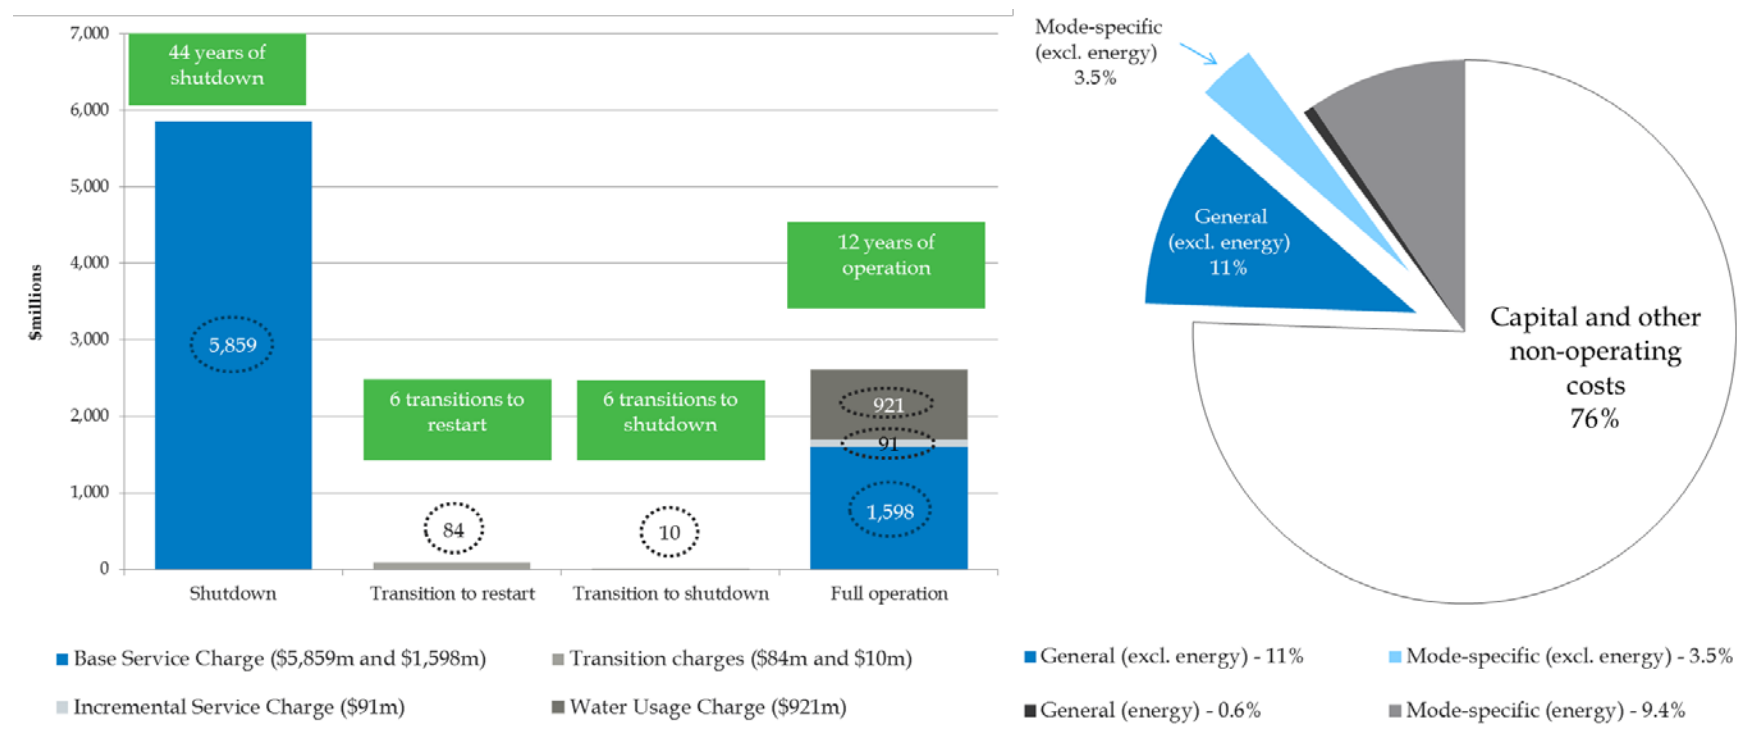 7,000
6,000
5,000
4,000
3,000
2,000
1,000
0
$millions
44 years of
shutdown
5,859
6 transitions to
restart
84
6 transitions to
shutdown
10
12 years of
operation
921
91
1,598
Shutdown
Transition to restart
Transition to shutdown
Full operation
Base Service Charge ($5,859m and $1,598m)
Transition charges ($84m and $10m)
Incremental Service Charge ($91m)
Water Usage Charge ($921m)
Mode-specific
(excl. energy)
3.5%
General
(excl. energy)
11%
Capital and other
non-operating
costs
76%
General (excl. energy) - 11%
Mode-specific (excl. energy) - 3.5%
General (energy) - 0.6%
Mode-specific (energy) - 9.4%